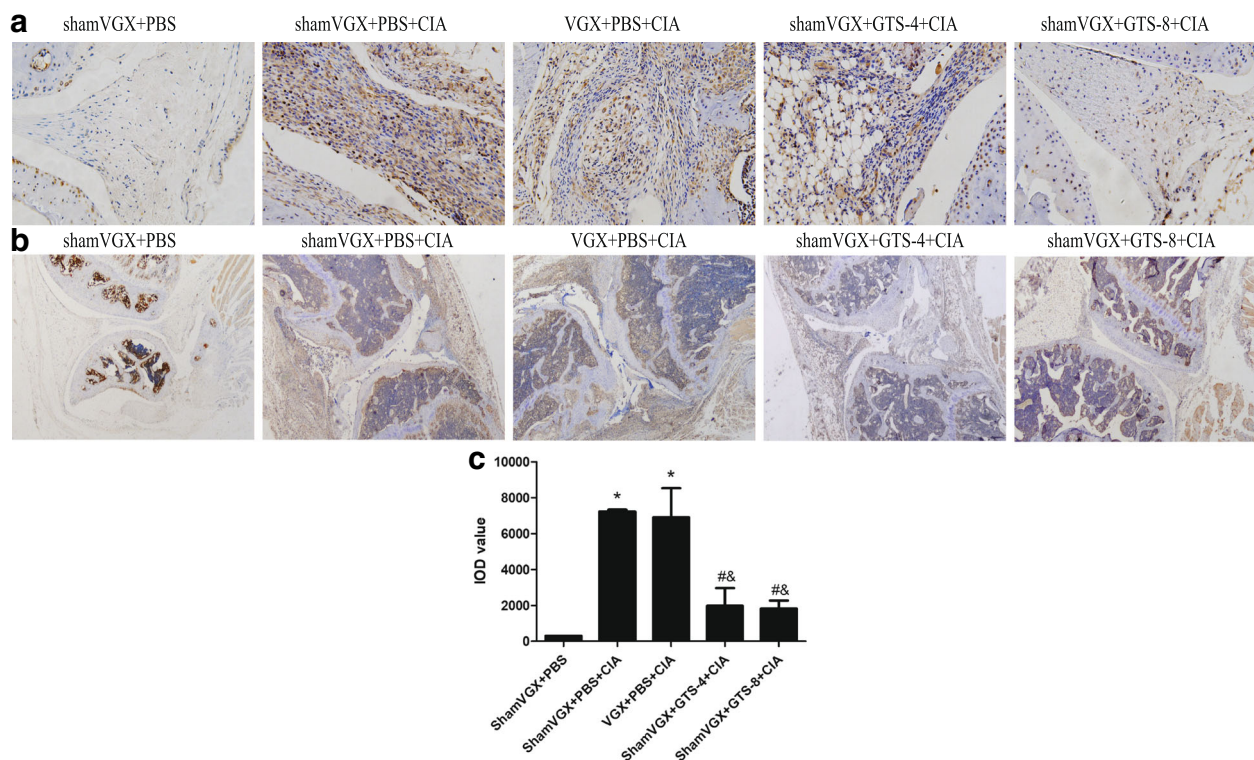 a
shamVGX+PBS shamVGX+PBS+CIA VGX+PBS+CIA shamVGX+GTS-4+CIA shamVGX+GTS-8+CIA
b
shamVGX+PBS shamVGX+PBS+CIA VGX+PBS+CIA shamVGX+GTS-4+CIA shamVGX+GTS-8+CIA
c
IOD value
10000
8000
6000
4000
2000
0
* * #& #&
ShamVGX+PBS
ShamVGX+PBS+CIA
VGX+PBS+CIA
ShamVGX+GTS-4+CIA
ShamVGX+GTS-8+CIA